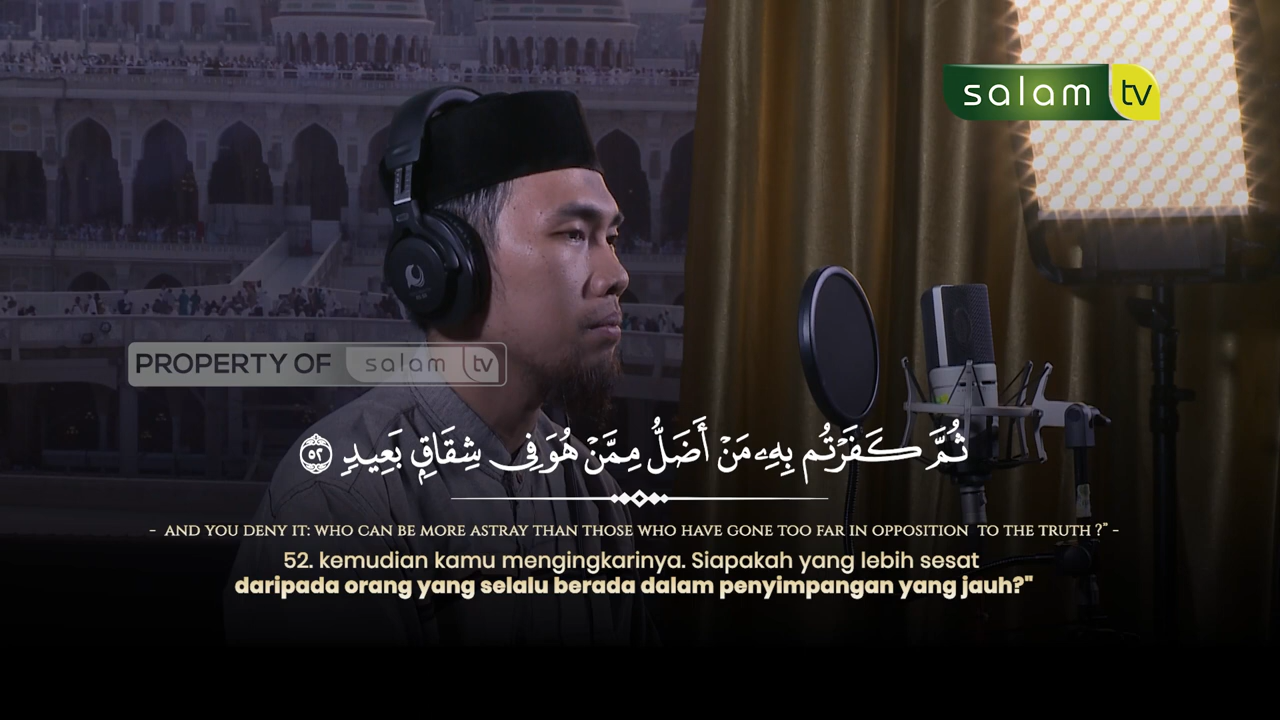 salam tv
PROPERTY OF salam tv
ثُمَّ كَفَرْتُم بِهِۦ مَنْ أَضَلُّ مِمَّنْ هُوَ فِى شِقَاقٍۭ بَعِيدٍ ٥٢
- AND YOU DENY IT: WHO CAN BE MORE ASTRAY THAN THOSE WHO HAVE GONE TOO FAR IN OPPOSITION TO THE TRUTH ?" -
52. kemudian kamu mengingkarinya. Siapakah yang lebih sesat
daripada orang yang selalu berada dalam penyimpangan yang jauh?"